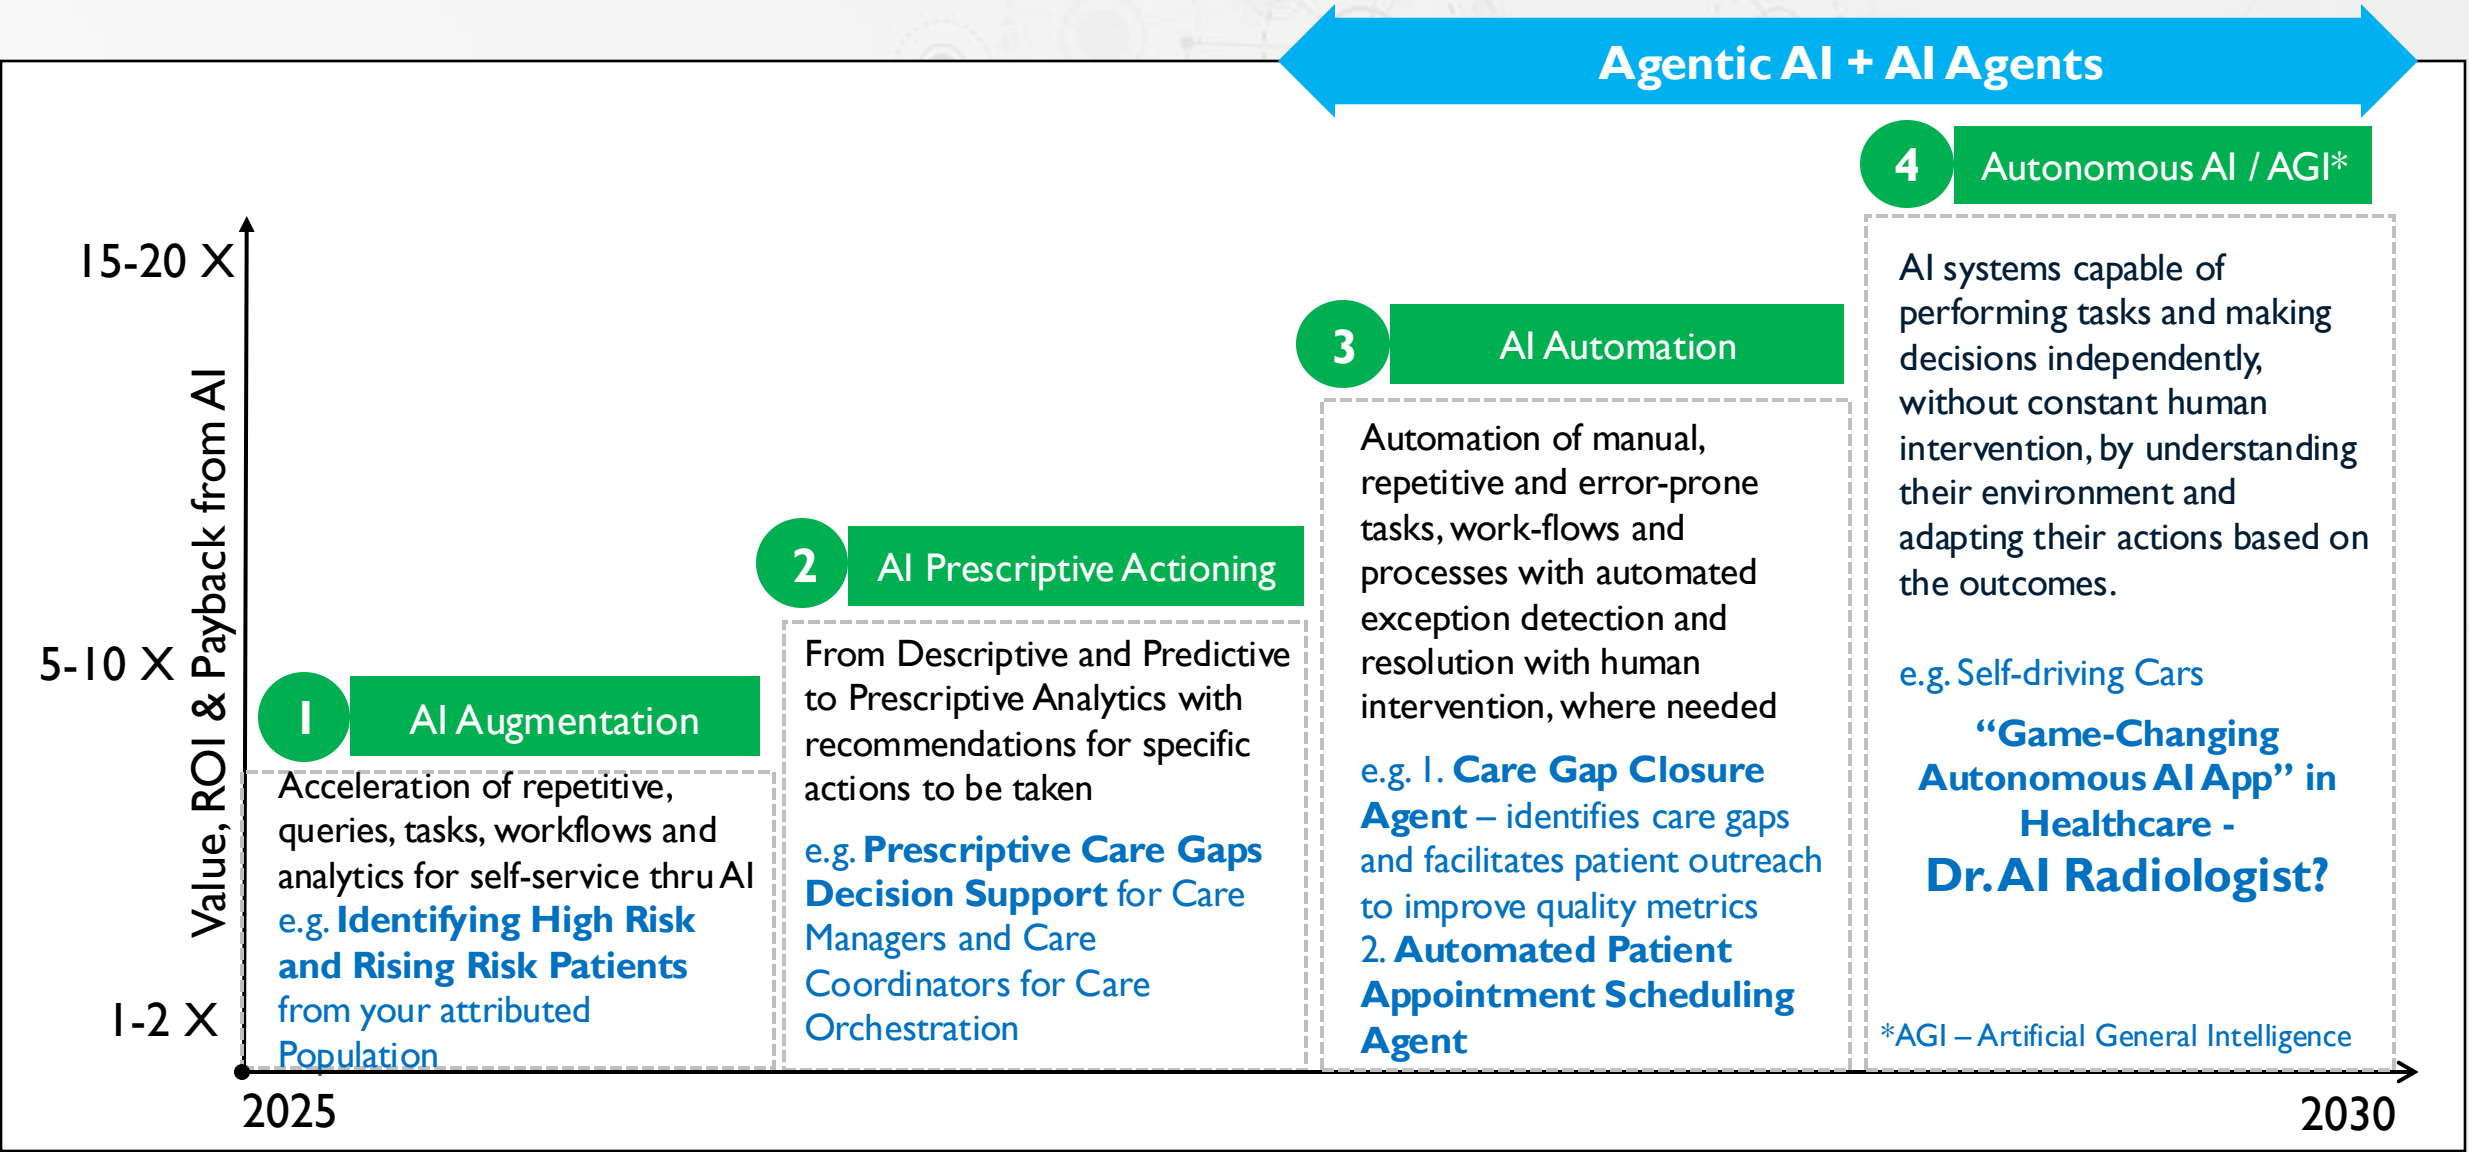 Agentic AI + AI Agents
4
Autonomous AI / AGI*
AI systems capable of
performing tasks and making
decisions independently,
without constant human
intervention, by understanding
their environment and
adapting their actions based on
the outcomes.
e.g. Self-driving Cars
“Game-Changing
Autonomous AI App” in
Healthcare -
Dr. AI Radiologist?
*AGI – Artificial General Intelligence
3
AI Automation
Automation of manual,
repetitive and error-prone
tasks, work-flows and
processes with automated
exception detection and
resolution with human
intervention, where needed
e.g. 1. Care Gap Closure
Agent – identifies care gaps
and facilitates patient outreach
to improve quality metrics
2. Automated Patient
Appointment Scheduling
Agent
2
AI Prescriptive Actioning
From Descriptive and Predictive
to Prescriptive Analytics with
recommendations for specific
actions to be taken
e.g. Prescriptive Care Gaps
Decision Support for Care
Managers and Care
Coordinators for Care
Orchestration
1
AI Augmentation
Acceleration of repetitive,
queries, tasks, workflows and
analytics for self-service thru AI
e.g. Identifying High Risk
and Rising Risk Patients
from your attributed
Population
15-20 X
5-10 X
1-2 X
Value, ROI & Payback from AI
2025
2030